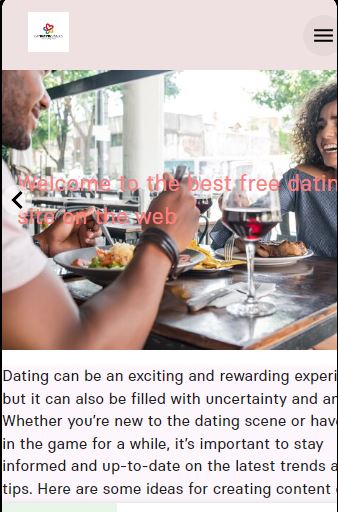 Welcome to the best free datin
site on the web
Dating can be an exciting and rewarding experi
but it can also be filled with uncertainty and an
Whether you're new to the dating scene or hav
in the game for a while, it's important to stay
informed and up-to-date on the latest trends a
tips. Here are some ideas for creating content